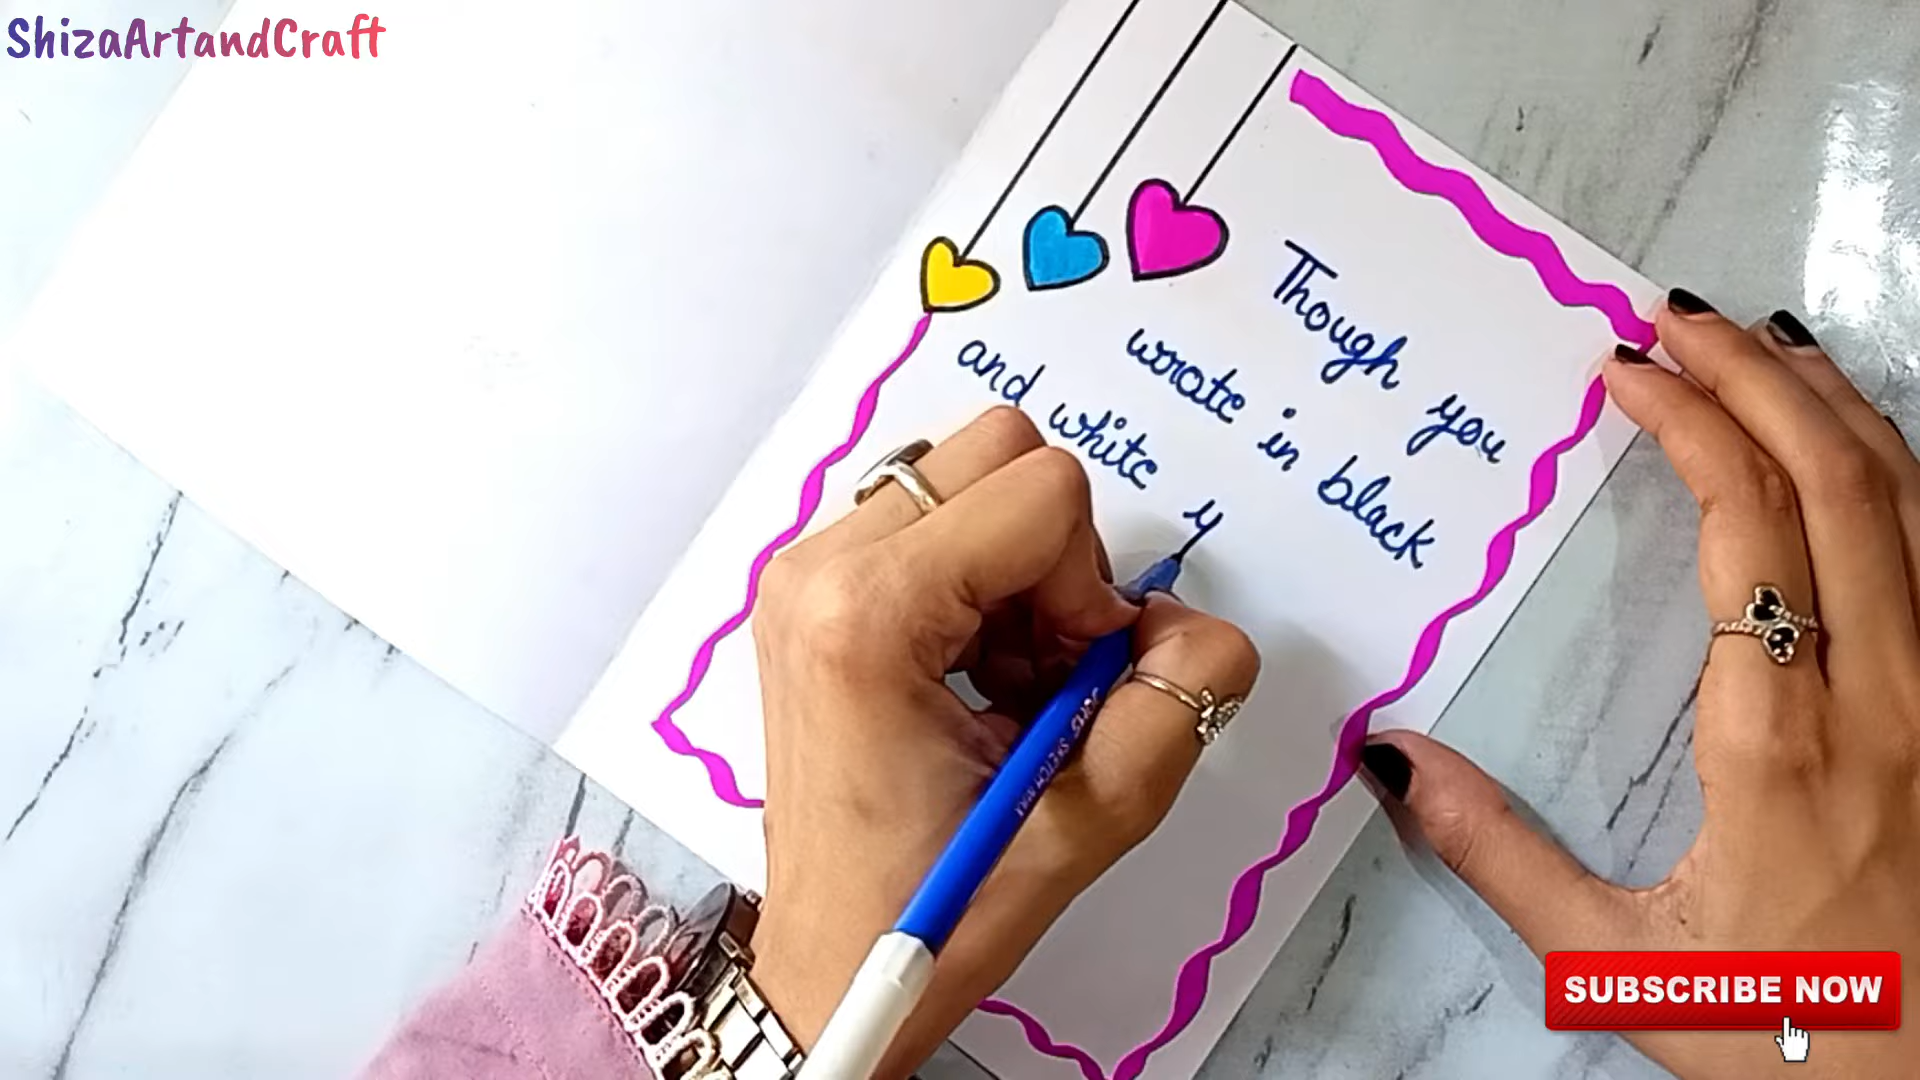 ShizaArtandCraft
Though you
wrote in black
and white y
SUBSCRIBE NOW